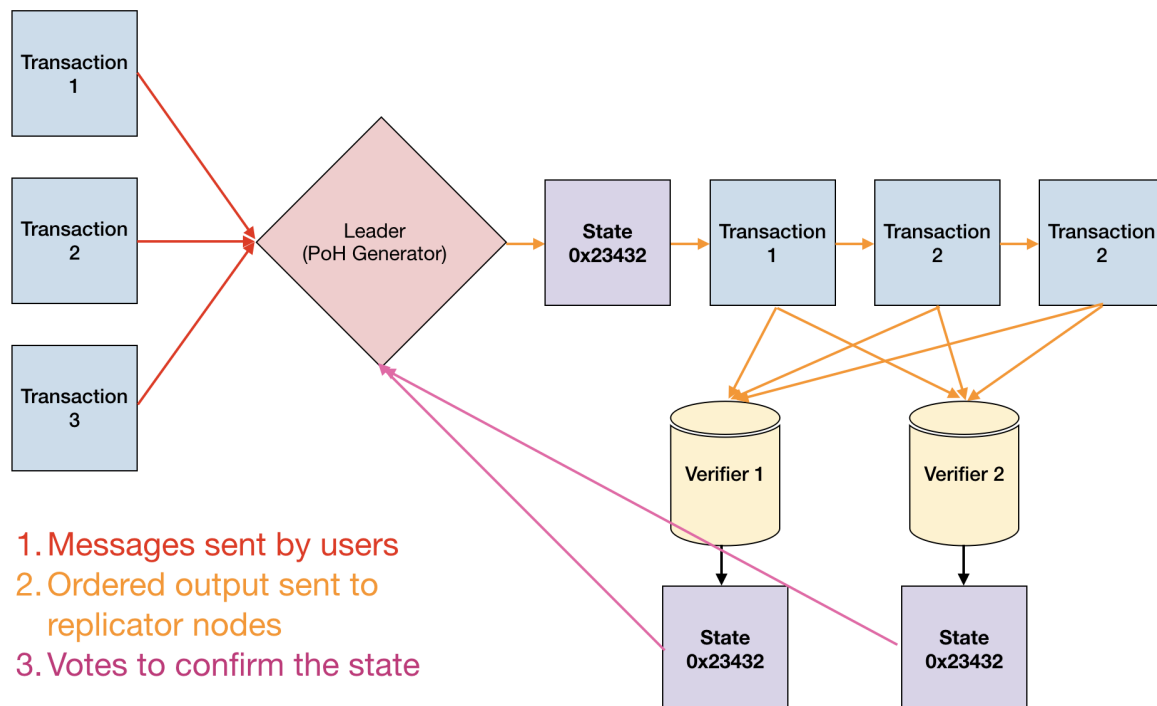 Transaction
1
Transaction
2
Transaction
3
Leader
(PoH Generator)
State
0x23432
Transaction
1
Transaction
2
Transaction
2
Verifier 1
Verifier 2
State
0x23432
State
0x23432
1. Messages sent by users
2. Ordered output sent to
replicator nodes
3. Votes to confirm the state